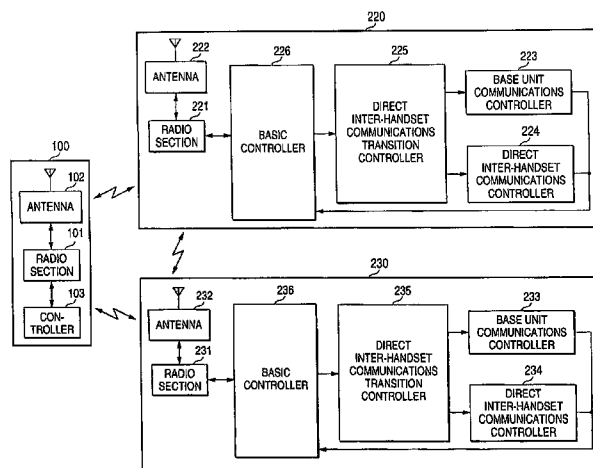 220
222
ANTENNA
221
RADIO
SECTION
226
BASIC
CONTROLLER
225
DIRECT
INTER-HANDSET
COMMUNICATIONS
TRANSITION
CONTROLLER
223
BASE UNIT
COMMUNICATIONS
CONTROLLER
224
DIRECT
INTER-HANDSET
COMMUNICATIONS
CONTROLLER
100
102
ANTENNA
101
RADIO
SECTION
103
CON-
TROLLER
230
232
ANTENNA
231
RADIO
SECTION
236
BASIC
CONTROLLER
235
DIRECT
INTER-HANDSET
COMMUNICATIONS
TRANSITION
CONTROLLER
233
BASE UNIT
COMMUNICATIONS
CONTROLLER
234
DIRECT
INTER-HANDSET
COMMUNICATIONS
CONTROLLER